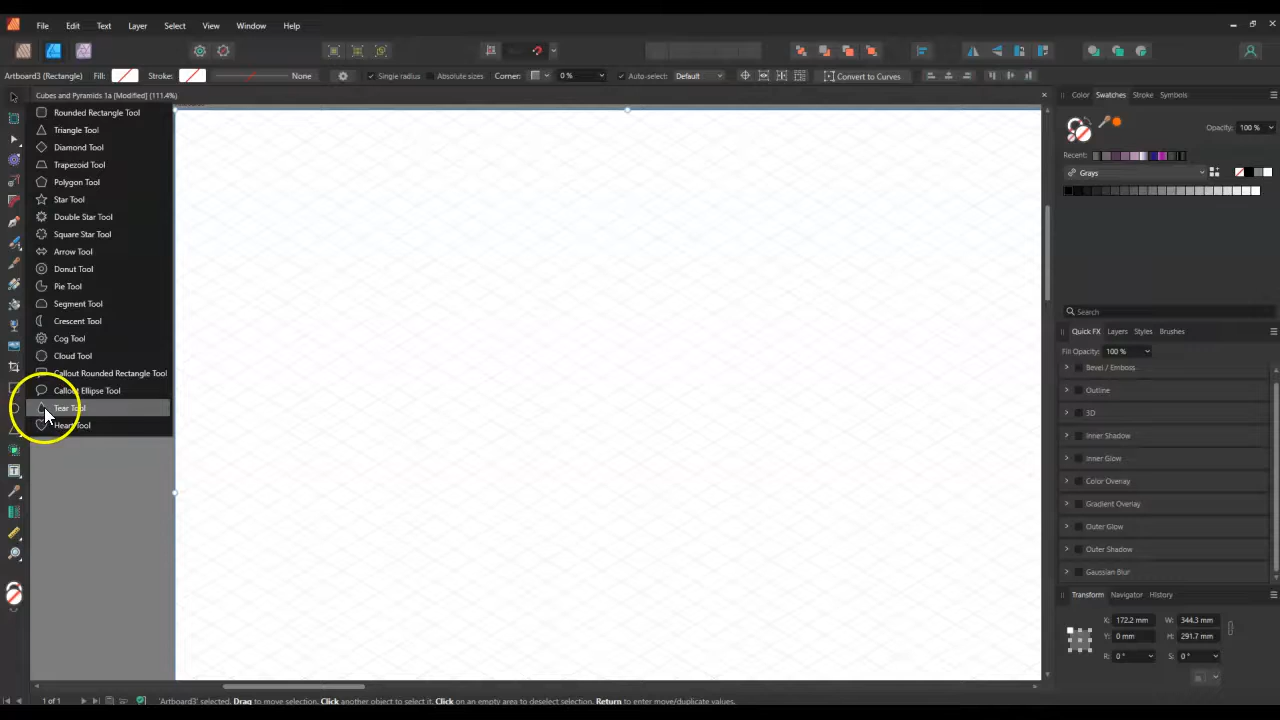 File Edit Text Layer Select View Window Help
Artboard3 (Rectangle) Fill: Stroke: None Single radius Absolute sizes Corner: 0 % Auto-select: Default Convert to Curves
Cubes and Pyramids 1a [Modified] (111.4%)
Rounded Rectangle Tool
Triangle Tool
Diamond Tool
Trapezoid Tool
Polygon Tool
Star Tool
Double Star Tool
Square Star Tool
Arrow Tool
Donut Tool
Pie Tool
Segment Tool
Crescent Tool
Cog Tool
Cloud Tool
Callout Rounded Rectangle Tool
Callout Ellipse Tool
Tear Tool
Heart Tool
Color Swatches Stroke Symbols
Opacity: 100 %
Recent:
Grays
Search
Quick FX Layers Styles Brushes
Fill Opacity: 100 %
Bevel / Emboss
Outline
3D
Inner Shadow
Inner Glow
Color Overlay
Gradient Overlay
Outer Glow
Outer Shadow
Gaussian Blur
Transform Navigator History
X: 172.2 mm W: 344.3 mm
Y: 0 mm H: 291.7 mm
R: 0 ° S: 0 °
1 of 1 'Artboard3' selected. Drag to move selection. Click another object to select it. Click on an empty area to deselect selection. Return to enter move/duplicate values.